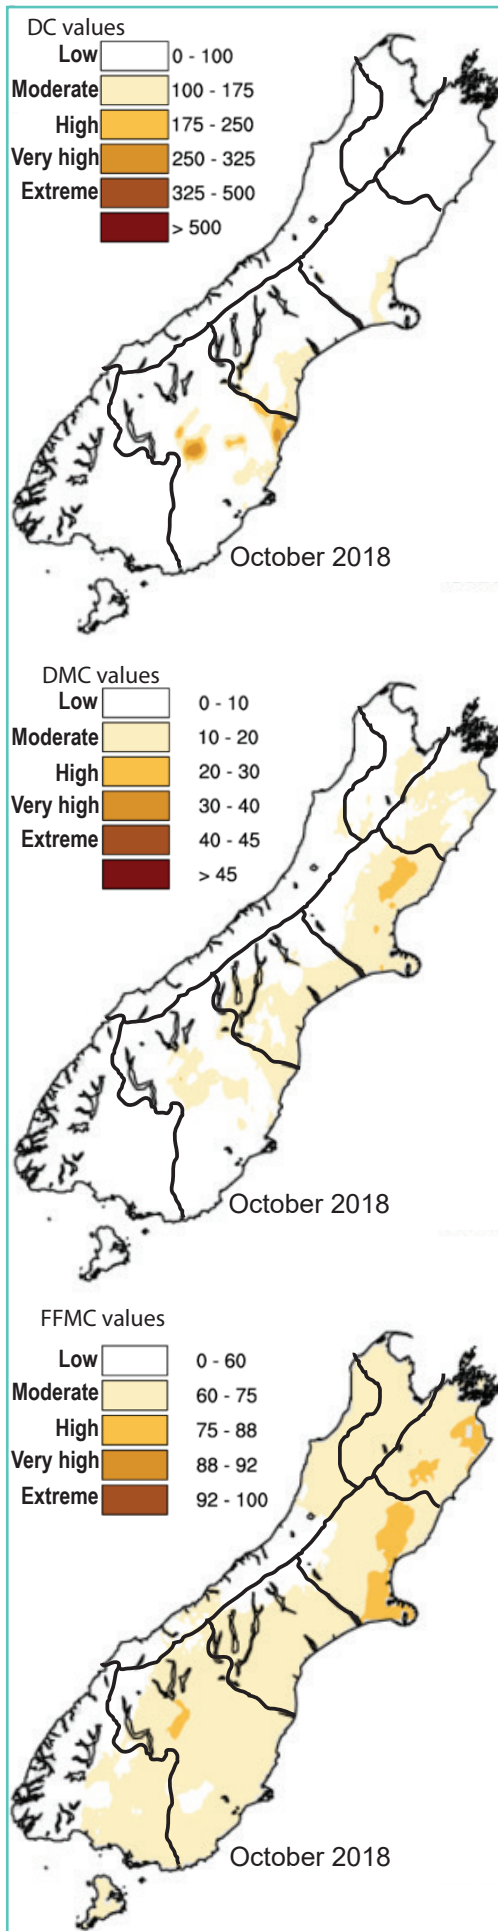 DC values
Low 0 - 100
Moderate 100 - 175
High 175 - 250
Very high 250 - 325
Extreme 325 - 500
> 500
October 2018
DMC values
Low 0 - 10
Moderate 10 - 20
High 20 - 30
Very high 30 - 40
Extreme 40 - 45
> 45
October 2018
FFMC values
Low 0 - 60
Moderate 60 - 75
High 75 - 88
Very high 88 - 92
Extreme 92 - 100
October 2018